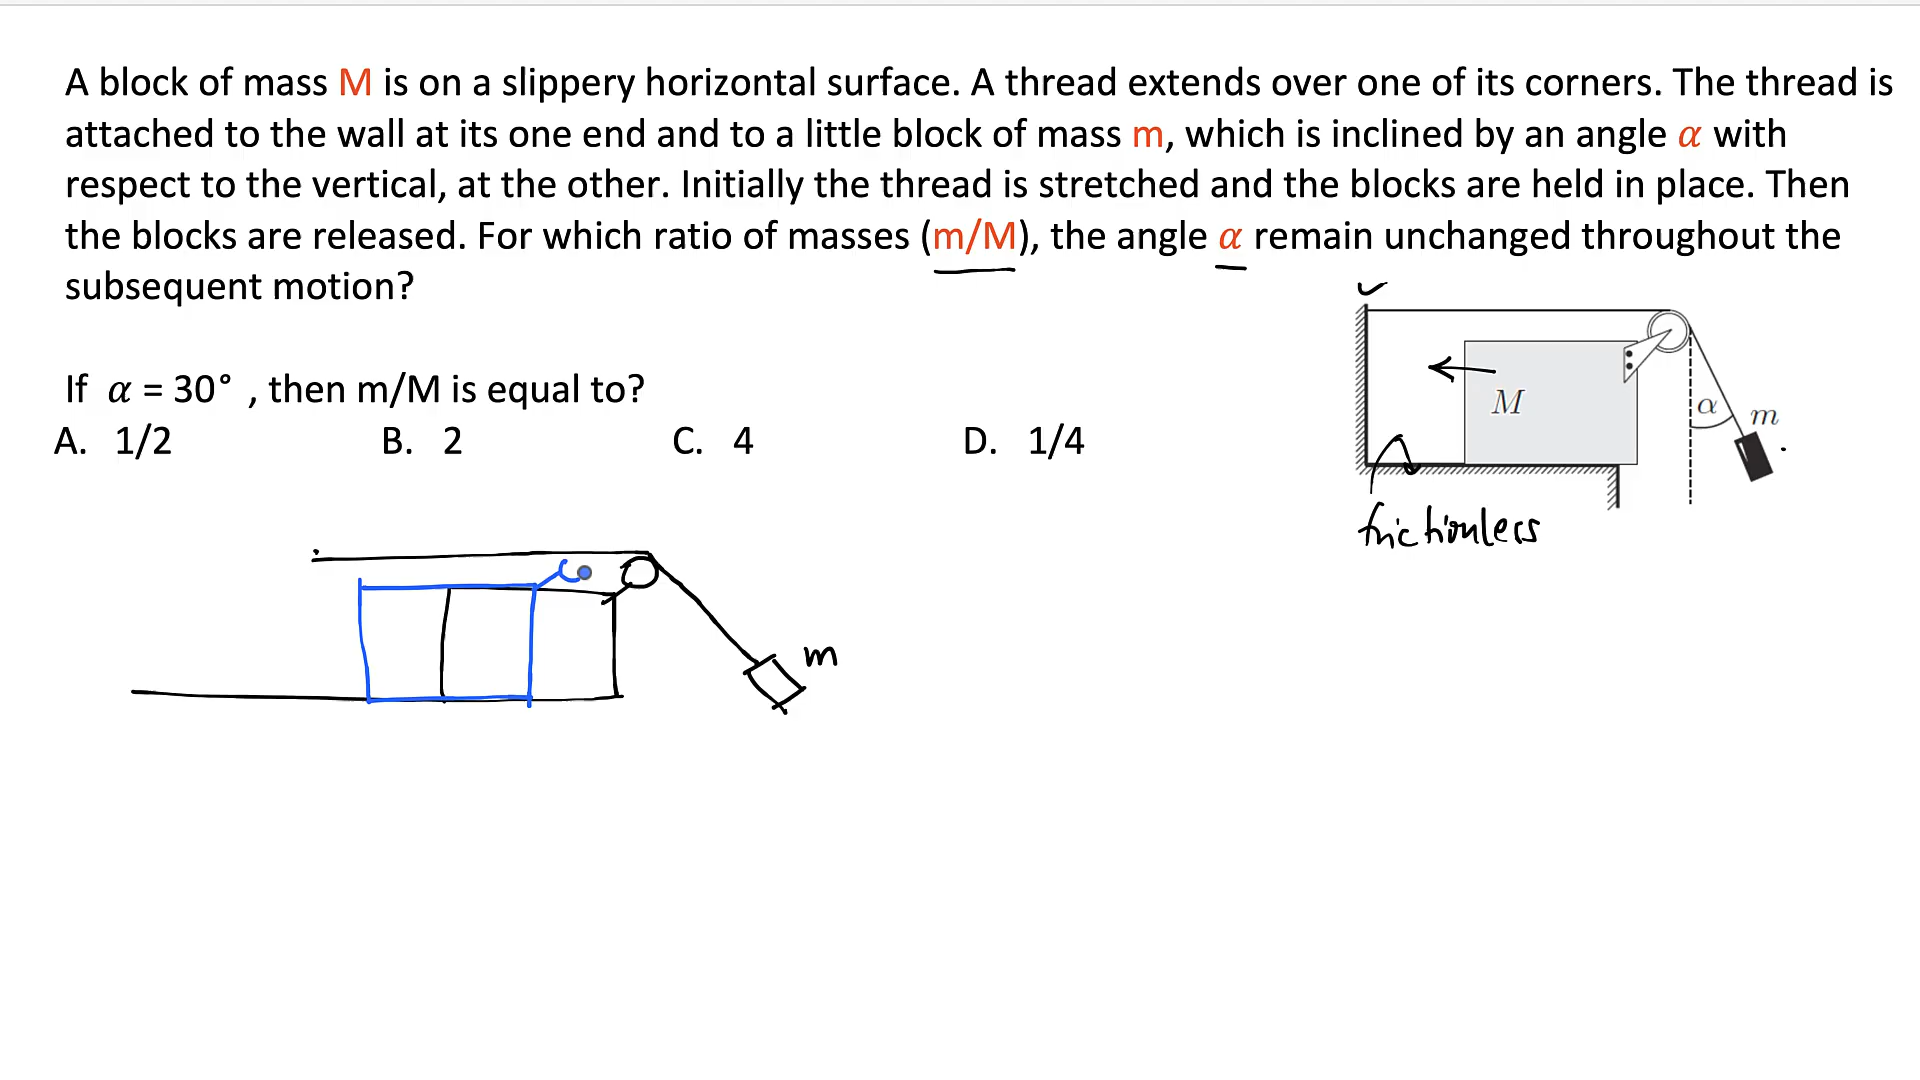 A block of mass M is on a slippery horizontal surface. A thread extends over one of its corners. The thread is
attached to the wall at its one end and to a little block of mass m, which is inclined by an angle α with
respect to the vertical, at the other. Initially the thread is stretched and the blocks are held in place. Then
the blocks are released. For which ratio of masses (m/M), the angle α remain unchanged throughout the
subsequent motion?
If α = 30° , then m/M is equal to?
A. 1/2 B. 2 C. 4 D. 1/4
M
α
m
frictionless
m